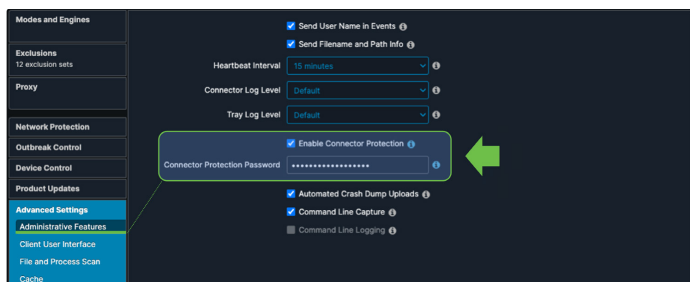 Modes and Engines
Exclusions
12 exclusion sets
Proxy
Network Protection
Outbreak Control
Device Control
Product Updates
Advanced Settings
Administrative Features
Client User Interface
File and Process Scan
Cache
Send User Name in Events
Send Filename and Path Info
Heartbeat Interval 15 minutes
Connector Log Level Default
Tray Log Level Default
Enable Connector Protection
Connector Protection Password ••••••••••••••••••
Automated Crash Dump Uploads
Command Line Capture
Command Line Logging